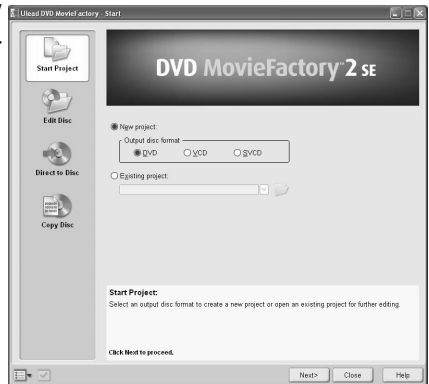 Ulead DVD MovieFactory - Start
Start Project
Edit Disc
Direct to Disc
Copy Disc
DVD MovieFactory™2 SE
New project:
Output disc format
DVD VCD SVCD
Existing project:
Start Project:
Select an output disc format to create a new project or open an existing project for further editing.
Click Next to proceed.
Next> Close Help